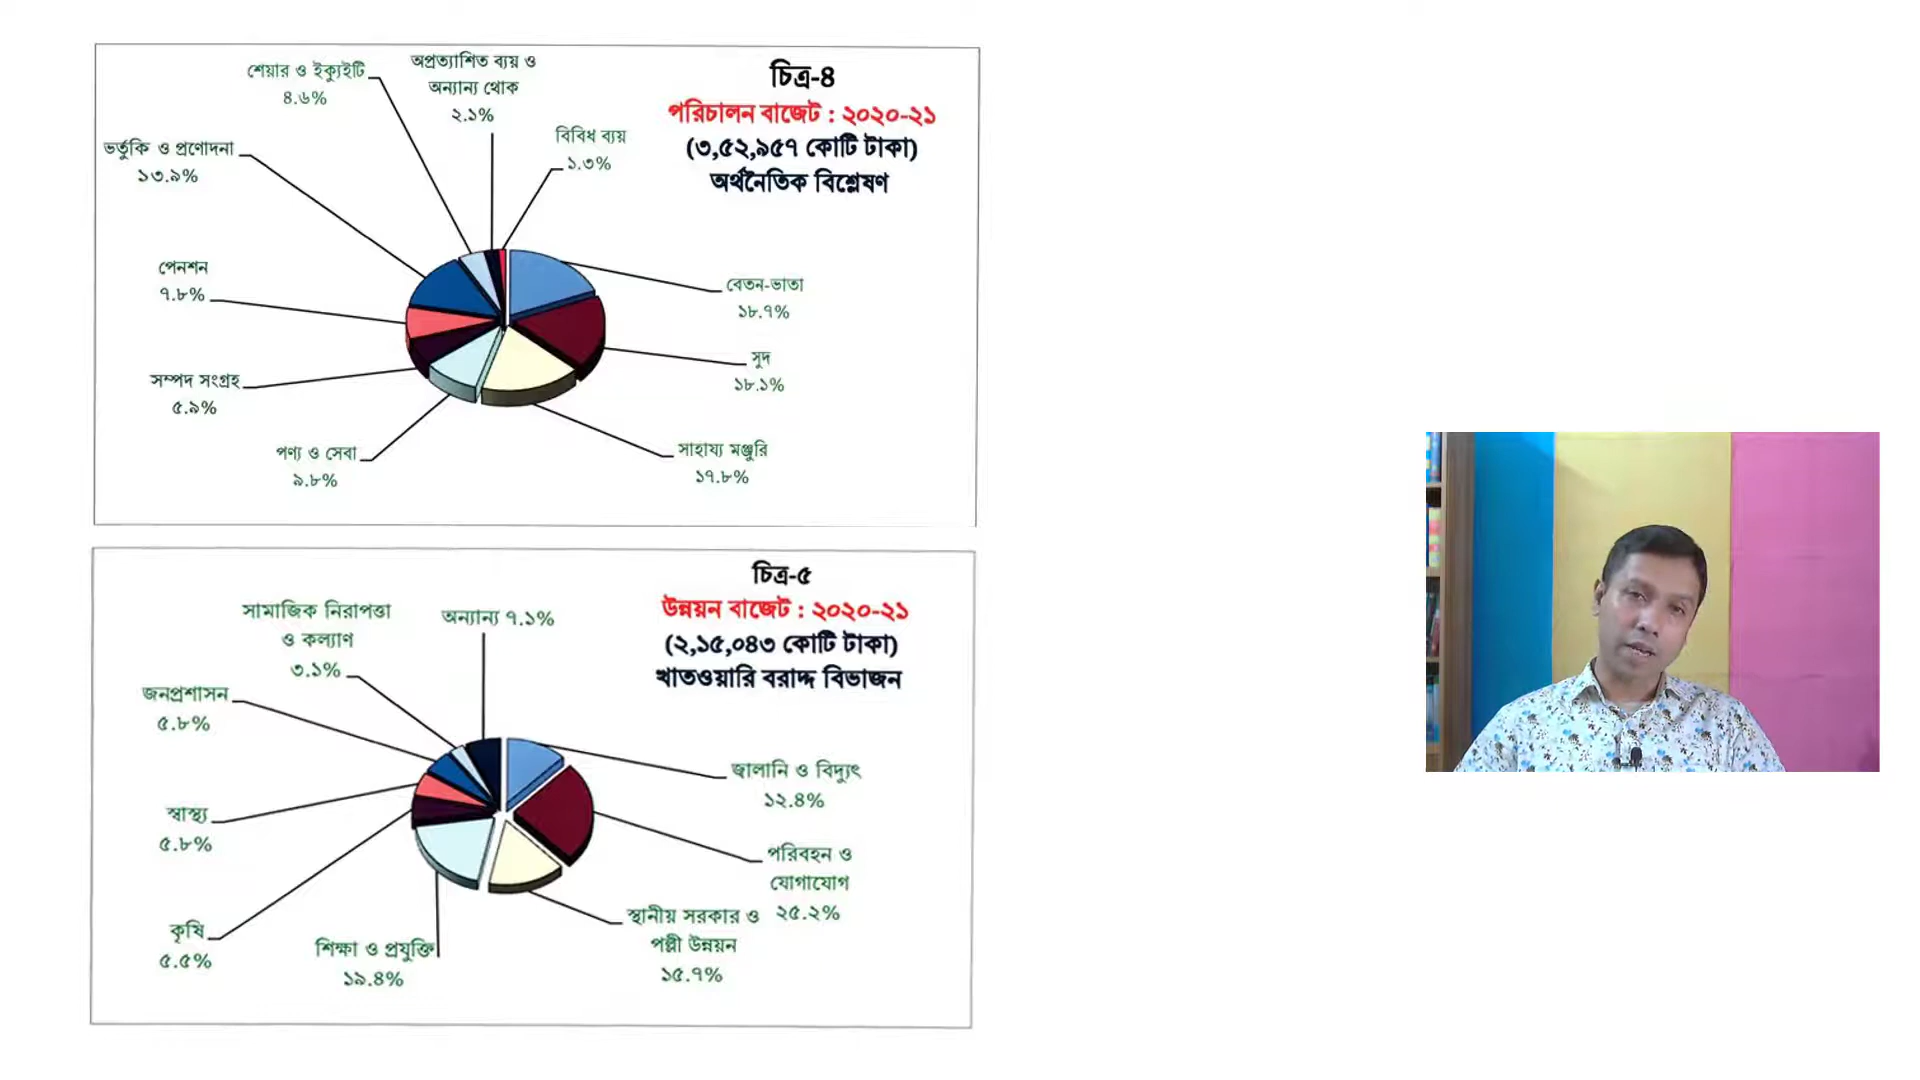 চিত্র-৪
পরিচালন বাজেট : ২০২০-২১
(৩,৫২,৯৫৭ কোটি টাকা)
অর্থনৈতিক বিশ্লেষণ
শেয়ার ও ইক্যুইটি
৪.৬%
অপ্রত্যাশিত ব্যয় ও
অন্যান্য থোক
২.১%
বিবিধ ব্যয়
১.৩%
ভর্তুকি ও প্রণোদনা
১৩.৯%
পেনশন
৭.৮%
বেতন-ভাতা
১৮.৭%
সুদ
১৮.১%
সম্পদ সংগ্রহ
৫.৯%
পণ্য ও সেবা
৯.৮%
সাহায্য মঞ্জুরি
১৭.৮%
চিত্র-৫
উন্নয়ন বাজেট : ২০২০-২১
(২,১৫,০৪৩ কোটি টাকা)
খাতওয়ারি বরাদ্দ বিভাজন
সামাজিক নিরাপত্তা
ও কল্যাণ
৩.১%
অন্যান্য ৭.১%
জনপ্রশাসন
৫.৮%
জ্বালানি ও বিদ্যুৎ
১২.৪%
স্বাস্থ্য
৫.৮%
পরিবহন ও
যোগাযোগ
২৫.২%
কৃষি
৫.৫%
শিক্ষা ও প্রযুক্তি
১৯.৪%
স্থানীয় সরকার ও
পল্লী উন্নয়ন
১৫.৭%